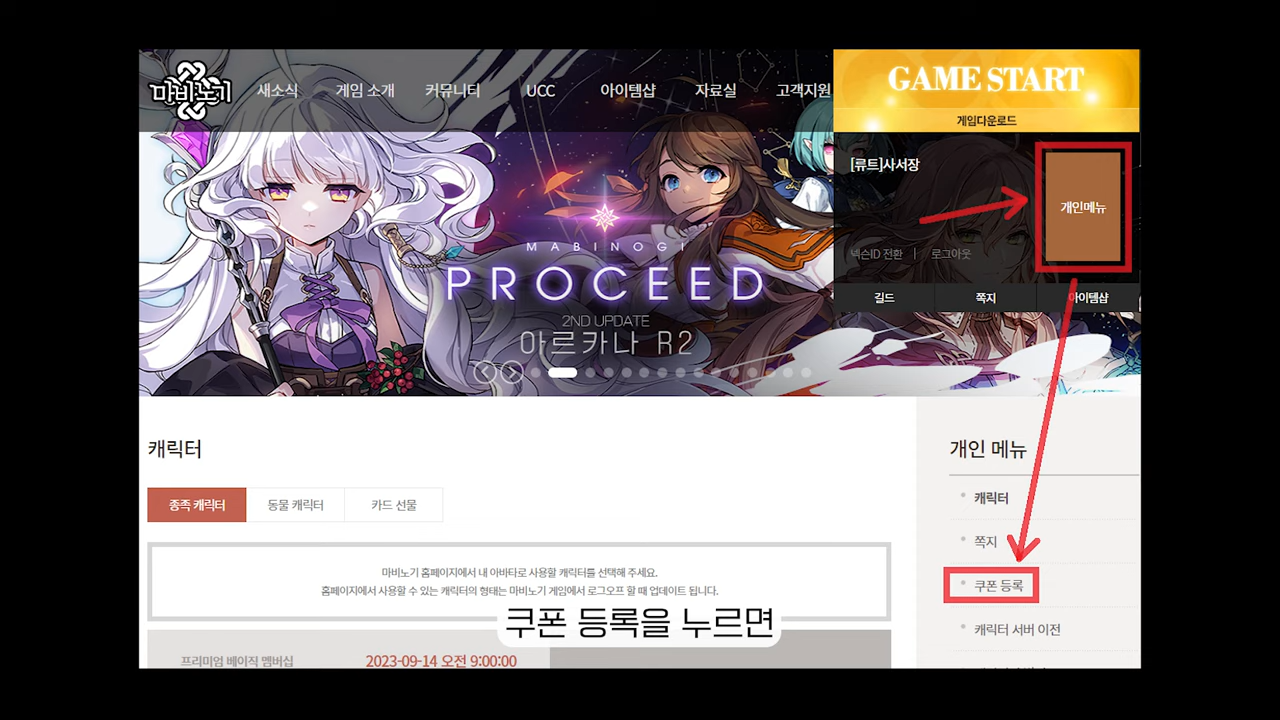 마비노기
새소식 게임 소개 커뮤니티 UCC 아이템샵 자료실 고객지원
GAME START
게임다운로드
[류트]사서장
개인메뉴
넥슨ID 전환 | 로그아웃
길드 쪽지 아이템샵
MABINOGI
PROCEED
2ND UPDATE
아르카나 R2
캐릭터
종족 캐릭터 동물 캐릭터 카드 선물
마비노기 홈페이지에서 내 아바타로 사용할 캐릭터를 선택해 주세요.
홈페이지에서 사용할 수 있는 캐릭터의 형태는 마비노기 게임에서 로그오프 할 때 업데이트 됩니다.
프리미엄 베이직 멤버십 2023-09-14 오전 9:00:00
개인 메뉴
캐릭터
쪽지
쿠폰 등록
캐릭터 서버 이전
쿠폰 등록을 누르면